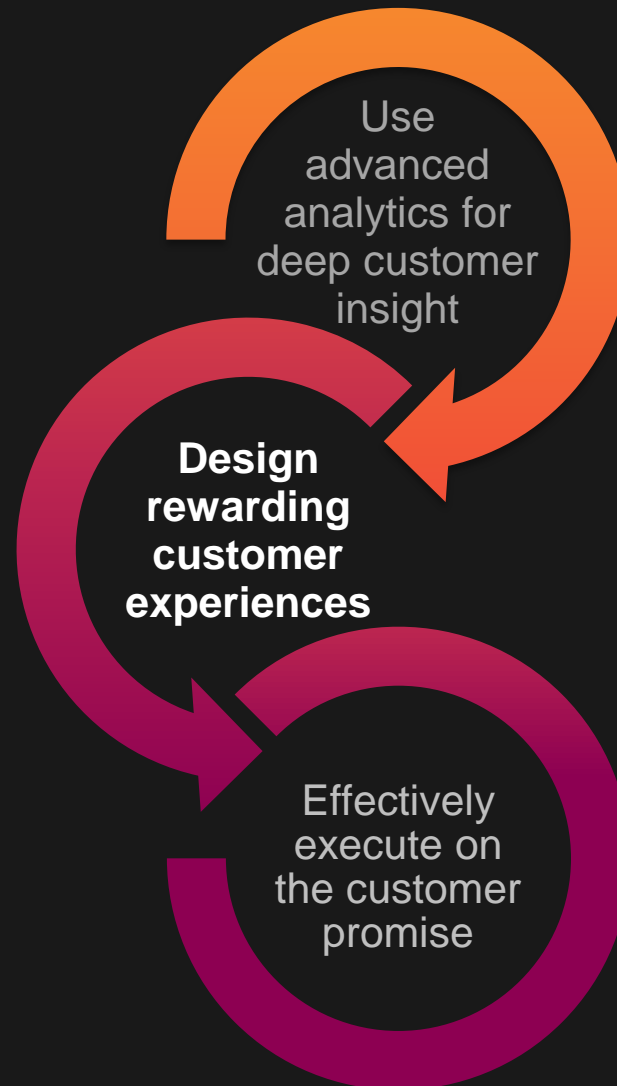 Use
advanced
analytics for
deep customer
insight
Design
rewarding
customer
experiences
Effectively
execute on
the customer
promise